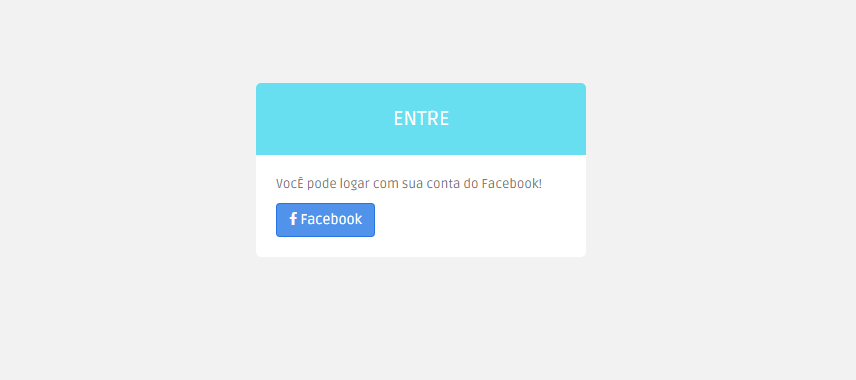 ENTRE
VocÊ pode logar com sua conta do Facebook!
Facebook